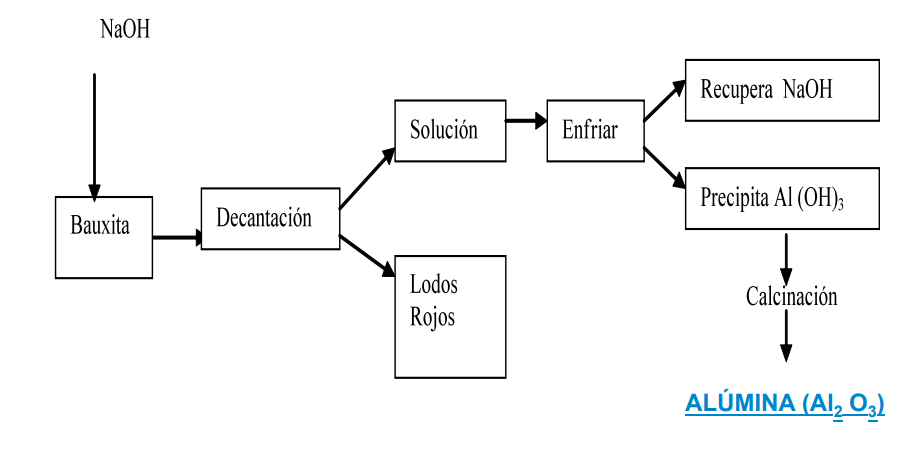 NaOH
Bauxita
Decantación
Solución
Lodos
Rojos
Enfriar
Recupera NaOH
Precipita Al (OH)₃
Calcinación
ALÚMINA (Al₂ O₃)